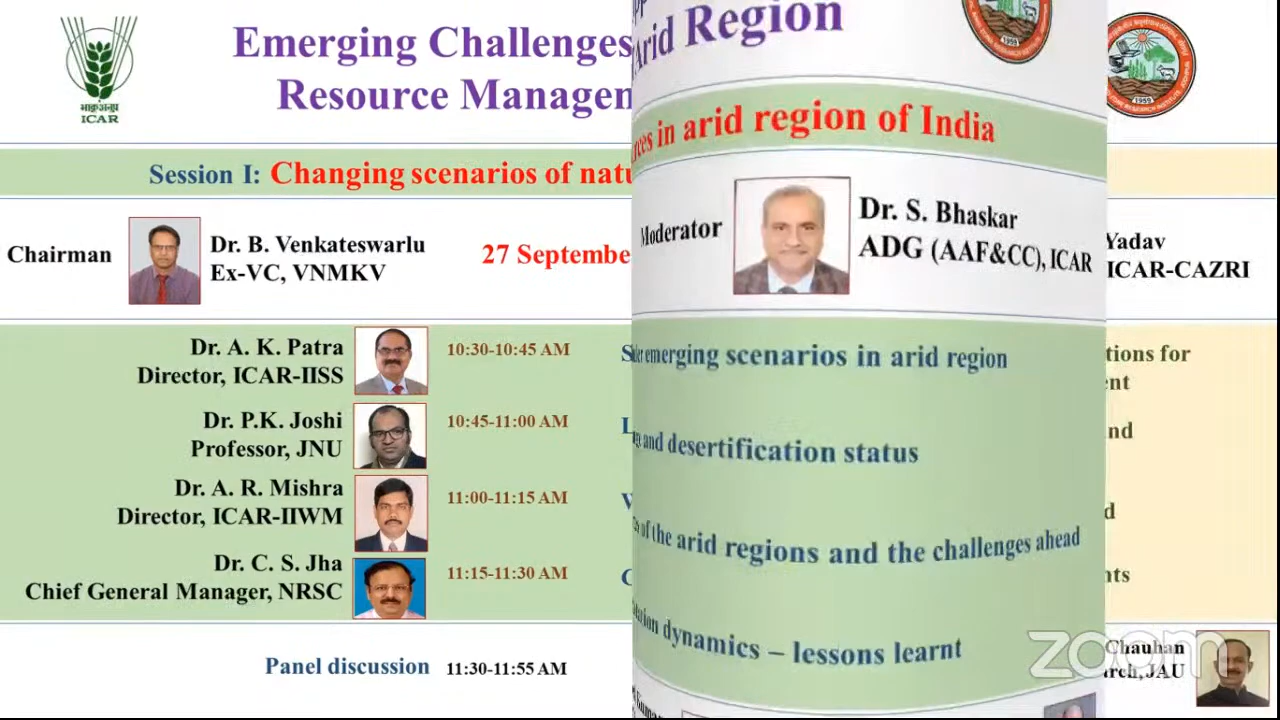 Emerging Challenges
Resource Managem
Arid Region
भाकृअनुप
ICAR
1959
1959
Session I: Changing scenarios of natu
rces in arid region of India
Chairman
Dr. B. Venkateswarlu
Ex-VC, VNMKV
27 Septembe
Moderator
Dr. S. Bhaskar
ADG (AAF&CC), ICAR
Yadav
ICAR-CAZRI
Dr. A. K. Patra
Director, ICAR-IISS
10:30-10:45 AM
emerging scenarios in arid region
tions for
nt
Dr. P.K. Joshi
Professor, JNU
10:45-11:00 AM
and desertification status
nd
Dr. A. R. Mishra
Director, ICAR-IIWM
11:00-11:15 AM
of the arid regions and the challenges ahead
d
Dr. C. S. Jha
Chief General Manager, NRSC
11:15-11:30 AM
nts
dynamics – lessons learnt
Panel discussion 11:30-11:55 AM
Chauhan
rch, JAU
zoom